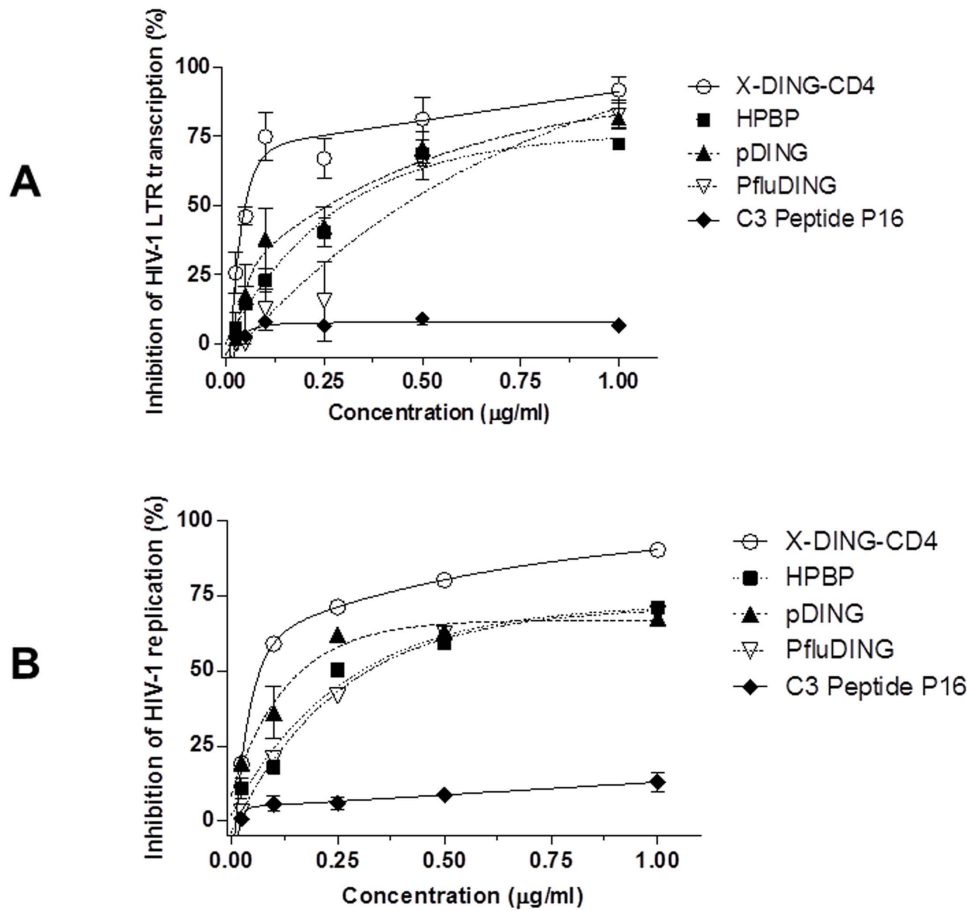 A
Inhibition of HIV-1 LTR transcription (%)
100
75
50
25
0
0.00 0.25 0.50 0.75 1.00
Concentration (μg/ml)
X-DING-CD4
HPBP
pDING
PfluDING
C3 Peptide P16
B
Inhibition of HIV-1 replication (%)
100
75
50
25
0
0.00 0.25 0.50 0.75 1.00
Concentration (μg/ml)
X-DING-CD4
HPBP
pDING
PfluDING
C3 Peptide P16